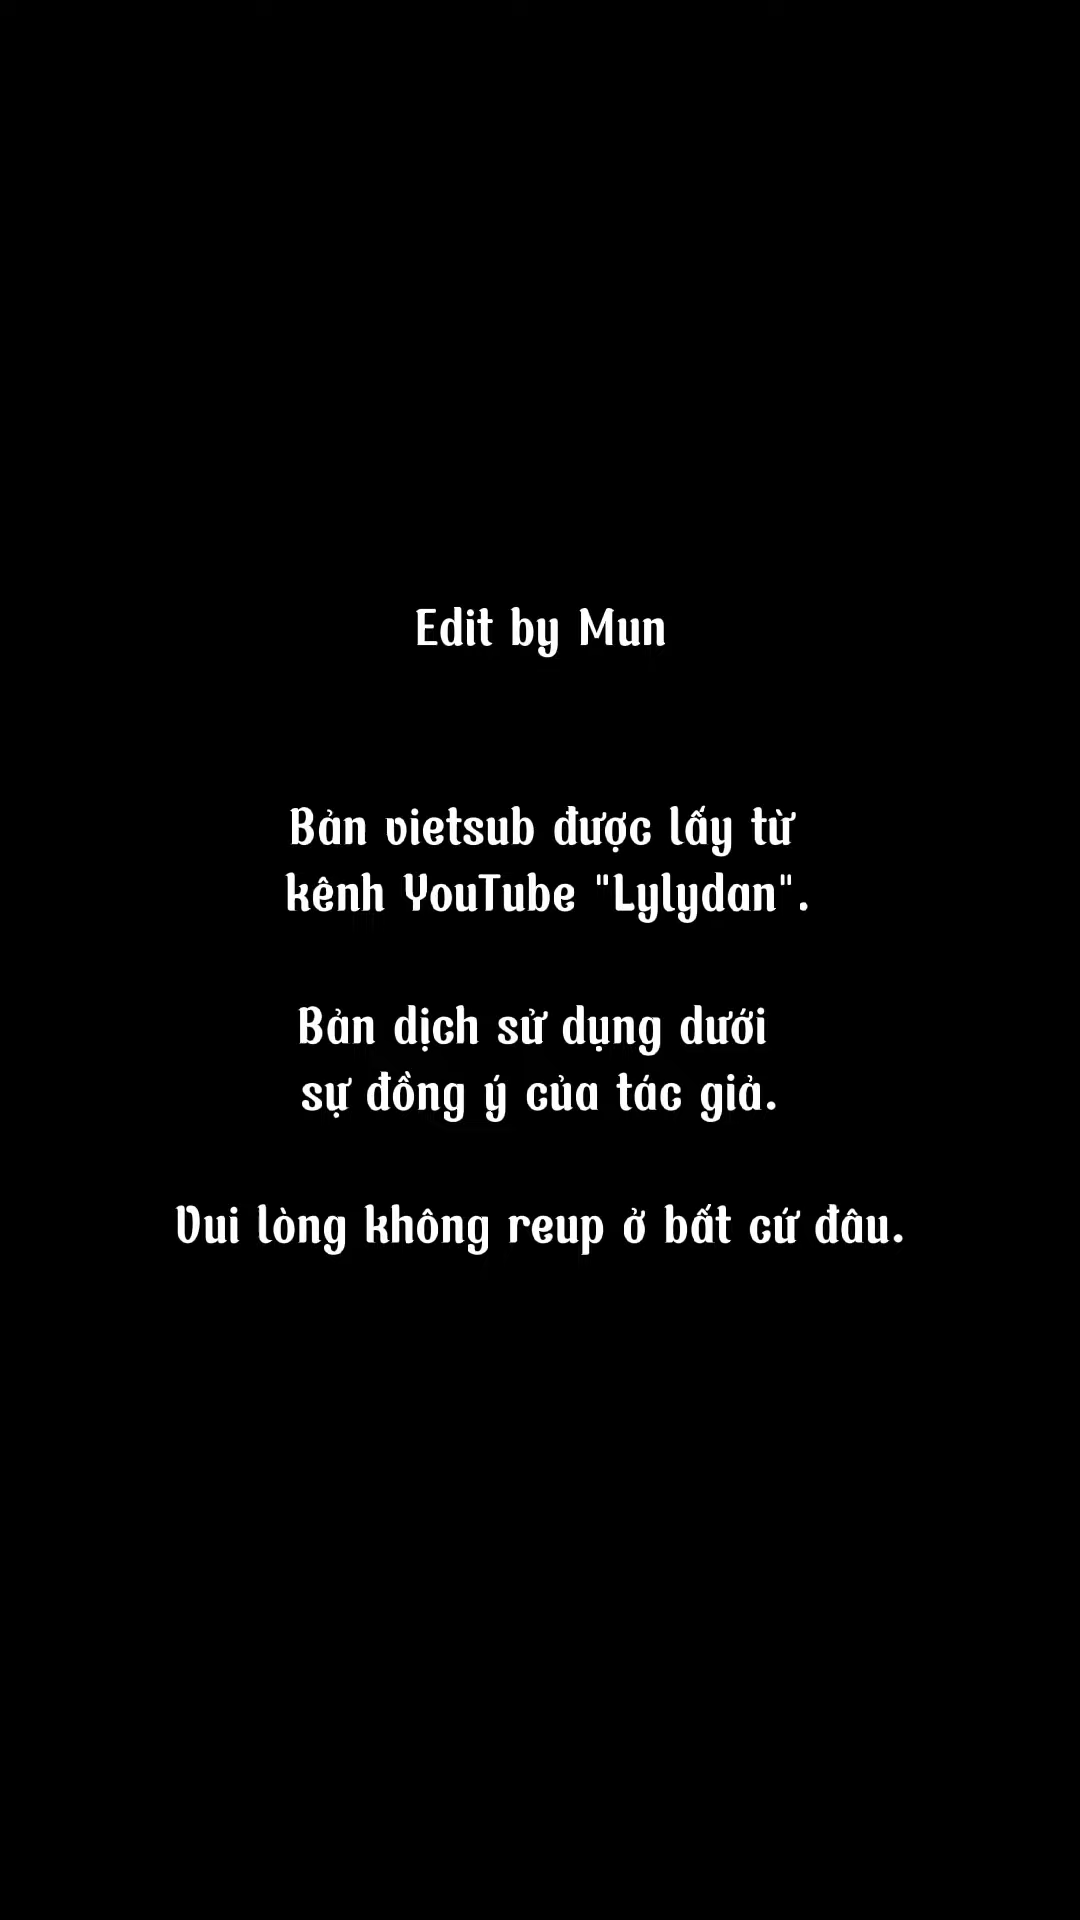 Edit by Mun
Bản vietsub được lấy từ
kênh YouTube "Lylydan".
Bản dịch sử dụng dưới
sự đồng ý của tác giả.
Vui lòng không reup ở bất cứ đâu.